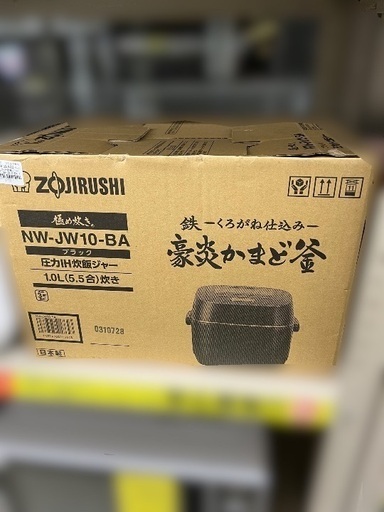 ZOJIRUSHI
極め炊き
NW-JW10-BA
ブラック
圧力IH炊飯ジャー
1.0L(5.5合)炊き
0310728
日本製
鉄ーくろがね仕込みー
豪炎かまど釜